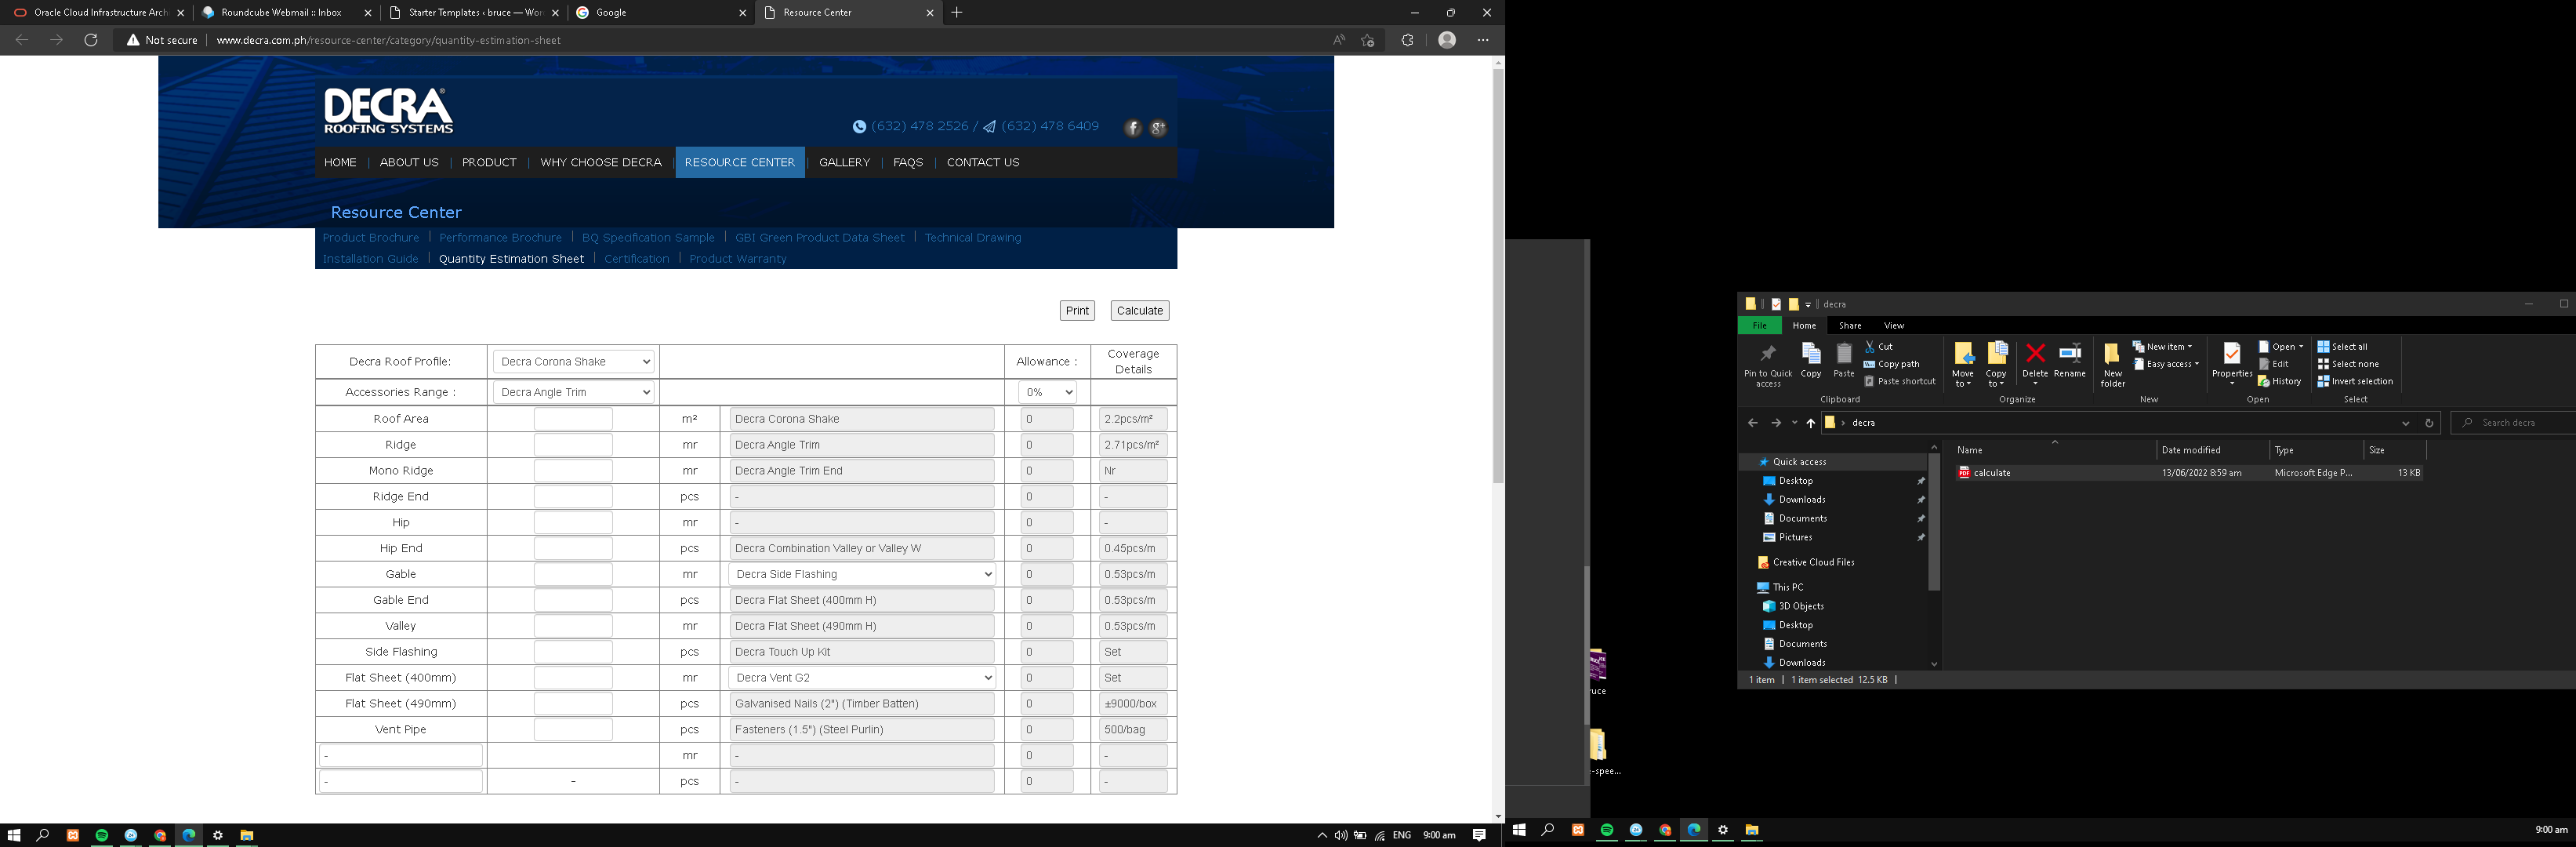 Oracle Cloud Infrastructure Arch
Roundcube Webmail :: Inbox
Starter Templates ‹ bruce — Wor
Google
Resource Center
Not secure
www.decra.com.ph/resource-center/category/quantity-estimation-sheet
DECRA®
ROOFING SYSTEMS
(632) 478 2526 / (632) 478 6409
HOME | ABOUT US | PRODUCT | WHY CHOOSE DECRA | RESOURCE CENTER | GALLERY | FAQS | CONTACT US
Resource Center
Product Brochure | Performance Brochure | BQ Specification Sample | GBI Green Product Data Sheet | Technical Drawing
Installation Guide | Quantity Estimation Sheet | Certification | Product Warranty
Print Calculate
Decra Roof Profile: Decra Corona Shake Allowance : Coverage Details
Accessories Range : Decra Angle Trim 0%
Roof Area m² Decra Corona Shake 0 2.2pcs/m²
Ridge mr Decra Angle Trim 0 2.71pcs/m²
Mono Ridge mr Decra Angle Trim End 0 Nr
Ridge End pcs - 0 -
Hip mr - 0 -
Hip End pcs Decra Combination Valley or Valley W 0 0.45pcs/m
Gable mr Decra Side Flashing 0 0.53pcs/m
Gable End pcs Decra Flat Sheet (400mm H) 0 0.53pcs/m
Valley mr Decra Flat Sheet (490mm H) 0 0.53pcs/m
Side Flashing pcs Decra Touch Up Kit 0 Set
Flat Sheet (400mm) mr Decra Vent G2 0 Set
Flat Sheet (490mm) pcs Galvanised Nails (2") (Timber Batten) 0 ±9000/box
Vent Pipe pcs Fasteners (1.5") (Steel Purlin) 0 500/bag
- mr - 0 -
- - pcs - 0 -
ENG 9:00 am
uce
-spee...
decra
File Home Share View
Pin to Quick access
Copy
Paste
Cut
Copy path
Paste shortcut
Clipboard
Move to
Copy to
Delete
Rename
Organize
New folder
New item
Easy access
New
Properties
Open
Edit
History
Open
Select all
Select none
Invert selection
Select
decra
Search decra
Quick access
Desktop
Downloads
Documents
Pictures
Creative Cloud Files
This PC
3D Objects
Desktop
Documents
Downloads
Name Date modified Type Size
calculate 13/06/2022 8:59 am Microsoft Edge P... 13 KB
1 item | 1 item selected 12.5 KB |
9:00 am